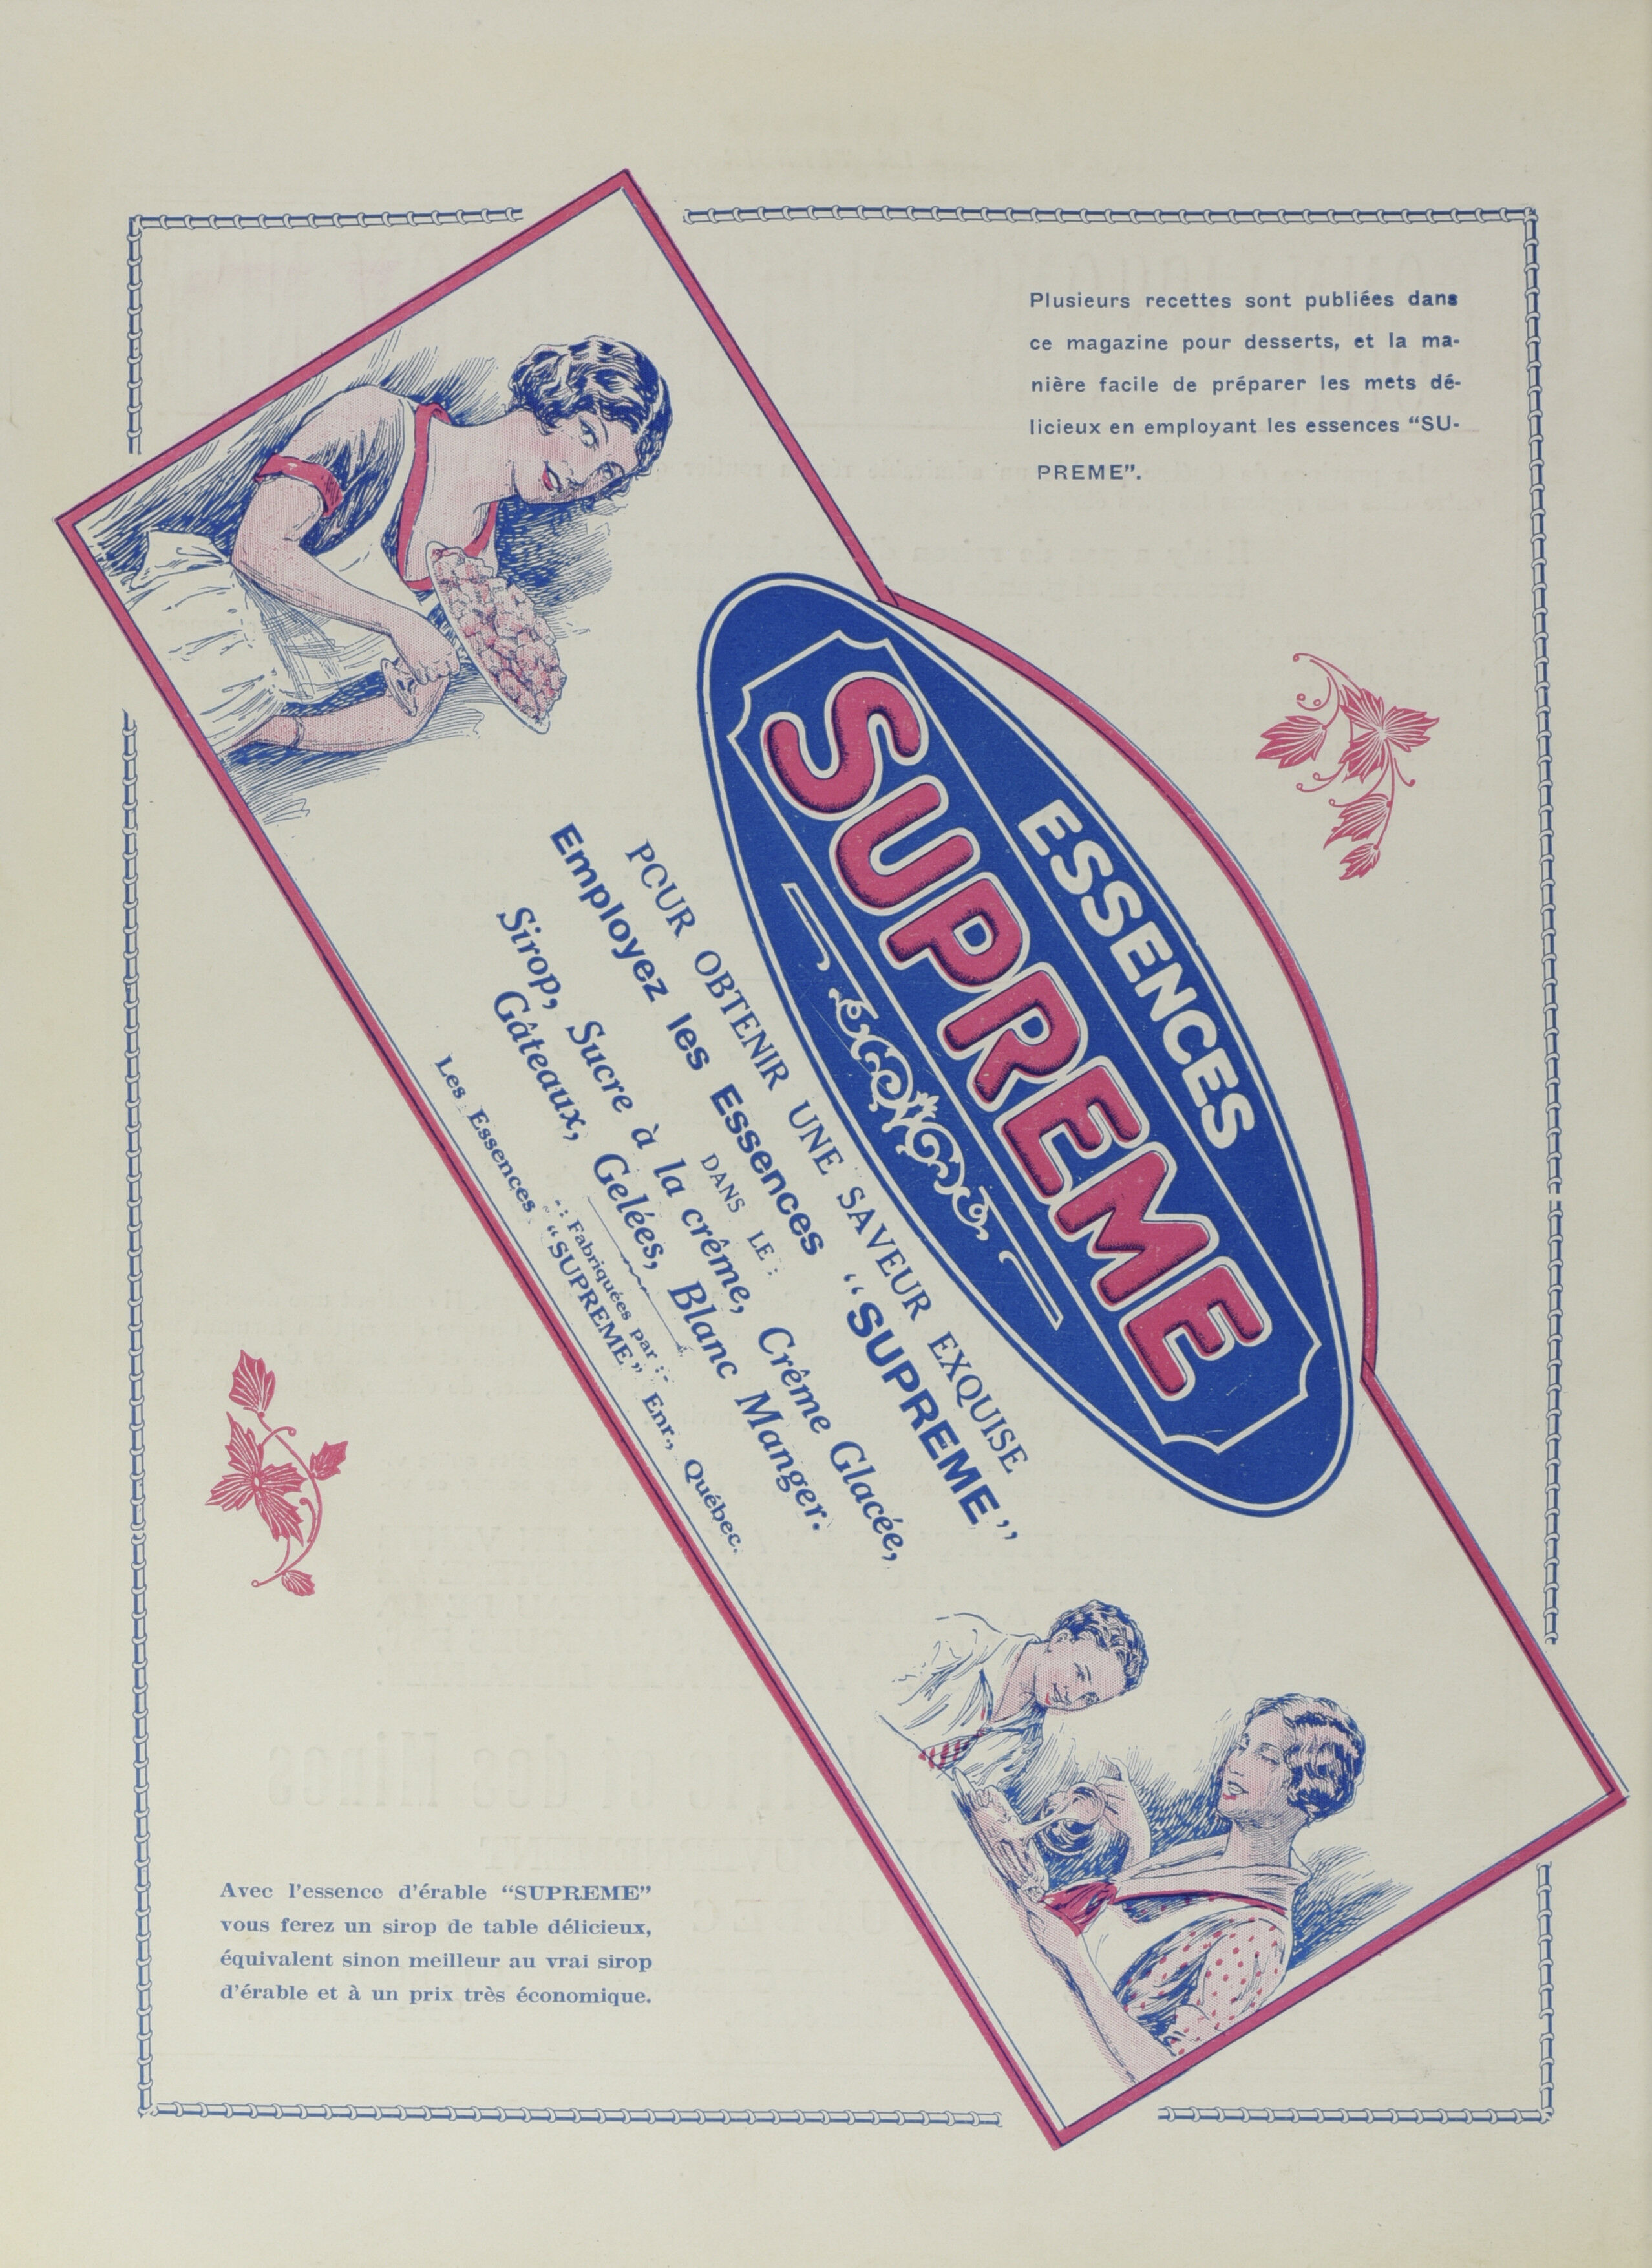 Plusieurs recettes sont publiées dans
ce magazine pour desserts, et la ma-
nière facile de préparer les mets dé-
licieux en employant les essences “SU-
PREME”.
ESSENCES
SUPREME
POUR OBTENIR UNE SAVEUR EXQUISE
Employez les Essences “SUPREME”
DANS LE :
Sirop, Sucre à la crême, Crême Glacée,
Gâteaux, Gelées, Blanc Manger.
-: Fabriquées par :-
Les Essences “SUPREME” Enr., Québec.
Avec l'essence d'érable “SUPREME”
vous ferez un sirop de table délicieux,
équivalent sinon meilleur au vrai sirop
d'érable et à un prix très économique.